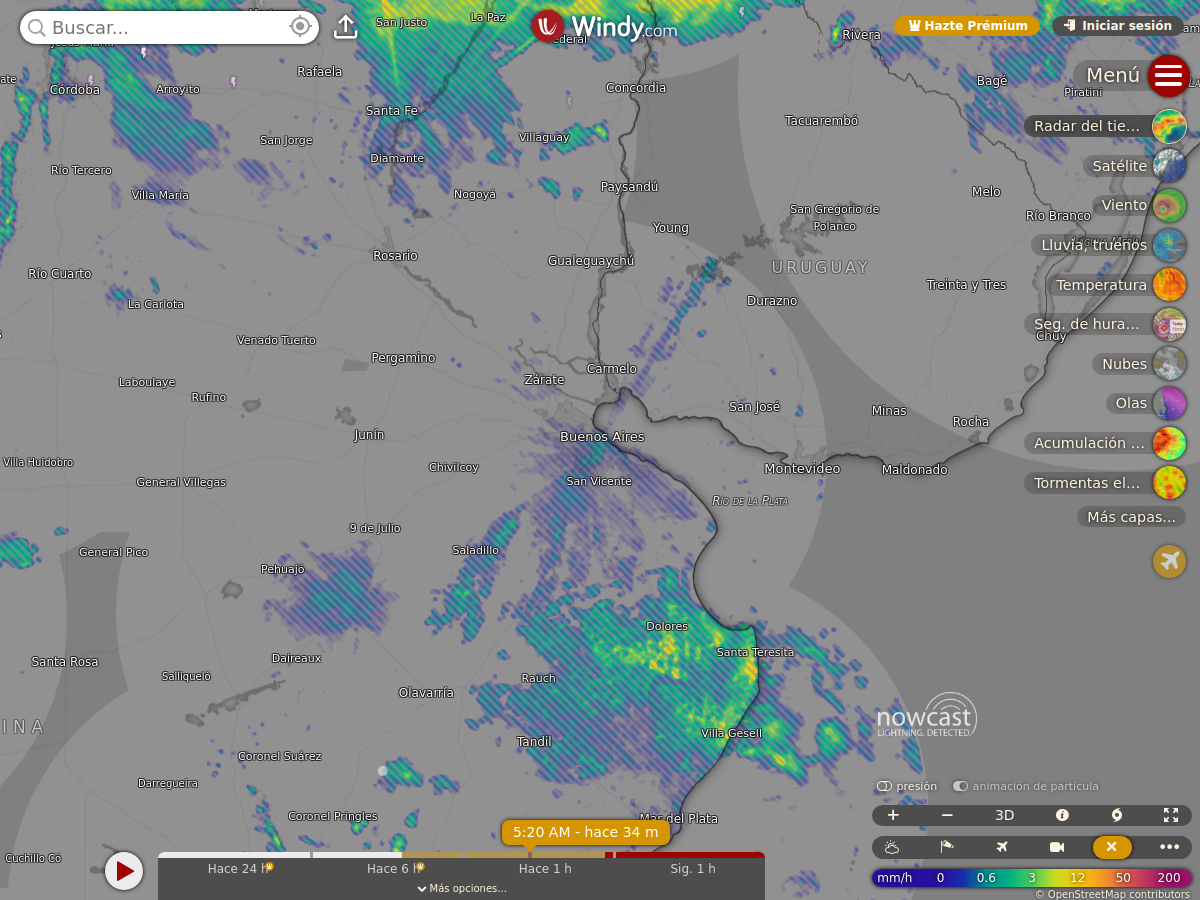 Buscar...
San Justo
La Paz
Federal
Windy.com
Rivera
Hazte Prémium
Iniciar sesión
Jesús María
Rafaela
Córdoba
Arroyito
Concordia
Bagé
Menú
Piratini
Santa Fe
Tacuarembó
Radar del tie...
San Jorge
Villaguay
Río Tercero
Diamante
Satélite
Villa María
Nogoyá
Paysandú
Melo
Viento
San Gregorio de
Polanco
Río Branco
Young
Lluvia, truenos
Rosario
Gualeguaychú
URUGUAY
Río Cuarto
La Carlota
Durazno
Treinta y Tres
Temperatura
Seg. de hura...
Chuy
Venado Tuerto
Pergamino
Carmelo
Zárate
Nubes
Laboulaye
Rufino
San José
Minas
Rocha
Olas
Junín
Buenos Aires
Acumulación ...
Villa Huidobro
Chivilcoy
Montevideo
Maldonado
General Villegas
San Vicente
Río de la Plata
Tormentas el...
Más capas...
9 de Julio
General Pico
Saladillo
Pehuajó
Dolores
Santa Teresita
Santa Rosa
Daireaux
Salliqueló
Rauch
Olavarría
INA
Tandil
Villa Gesell
nowcast
LIGHTNING. DETECTED.
Coronel Suárez
Darregueira
presión
animación de partícula
Coronel Pringles
Mar del Plata
3D
5:20 AM - hace 34 m
Cuchillo Có
Hace 24 h
Hace 6 h
Hace 1 h
Sig. 1 h
Más opciones...
mm/h 0 0.6 3 12 50 200
© OpenStreetMap contributors